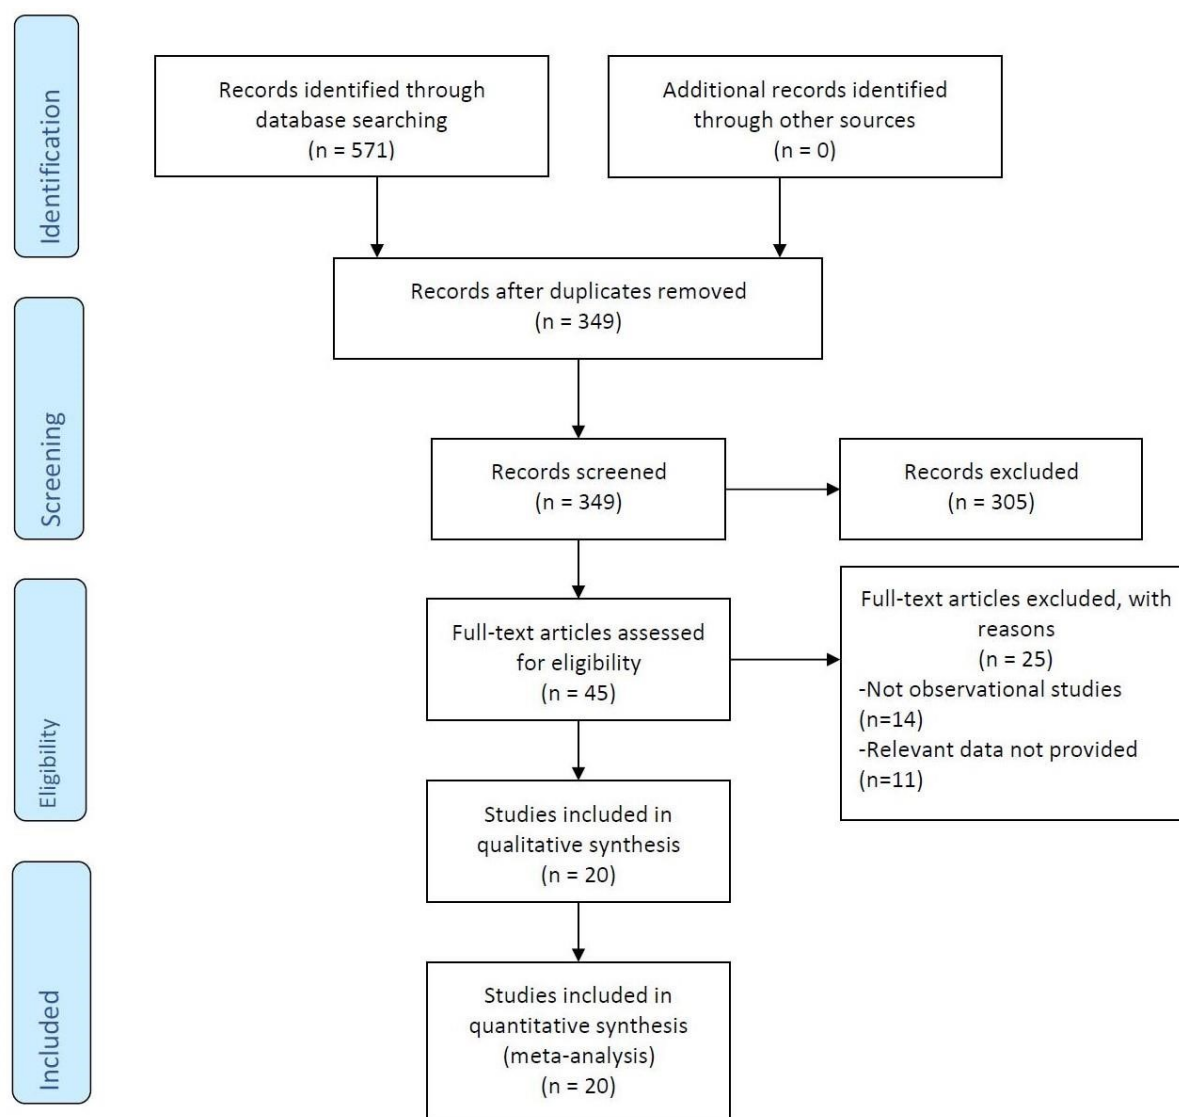 Identification
Records identified through
database searching
(n = 571)
Additional records identified
through other sources
(n = 0)
Records after duplicates removed
(n = 349)
Screening
Records screened
(n = 349)
Records excluded
(n = 305)
Eligibility
Full-text articles assessed
for eligibility
(n = 45)
Full-text articles excluded, with
reasons
(n = 25)
-Not observational studies
(n=14)
-Relevant data not provided
(n=11)
Studies included in
qualitative synthesis
(n = 20)
Included
Studies included in
quantitative synthesis
(meta-analysis)
(n = 20)